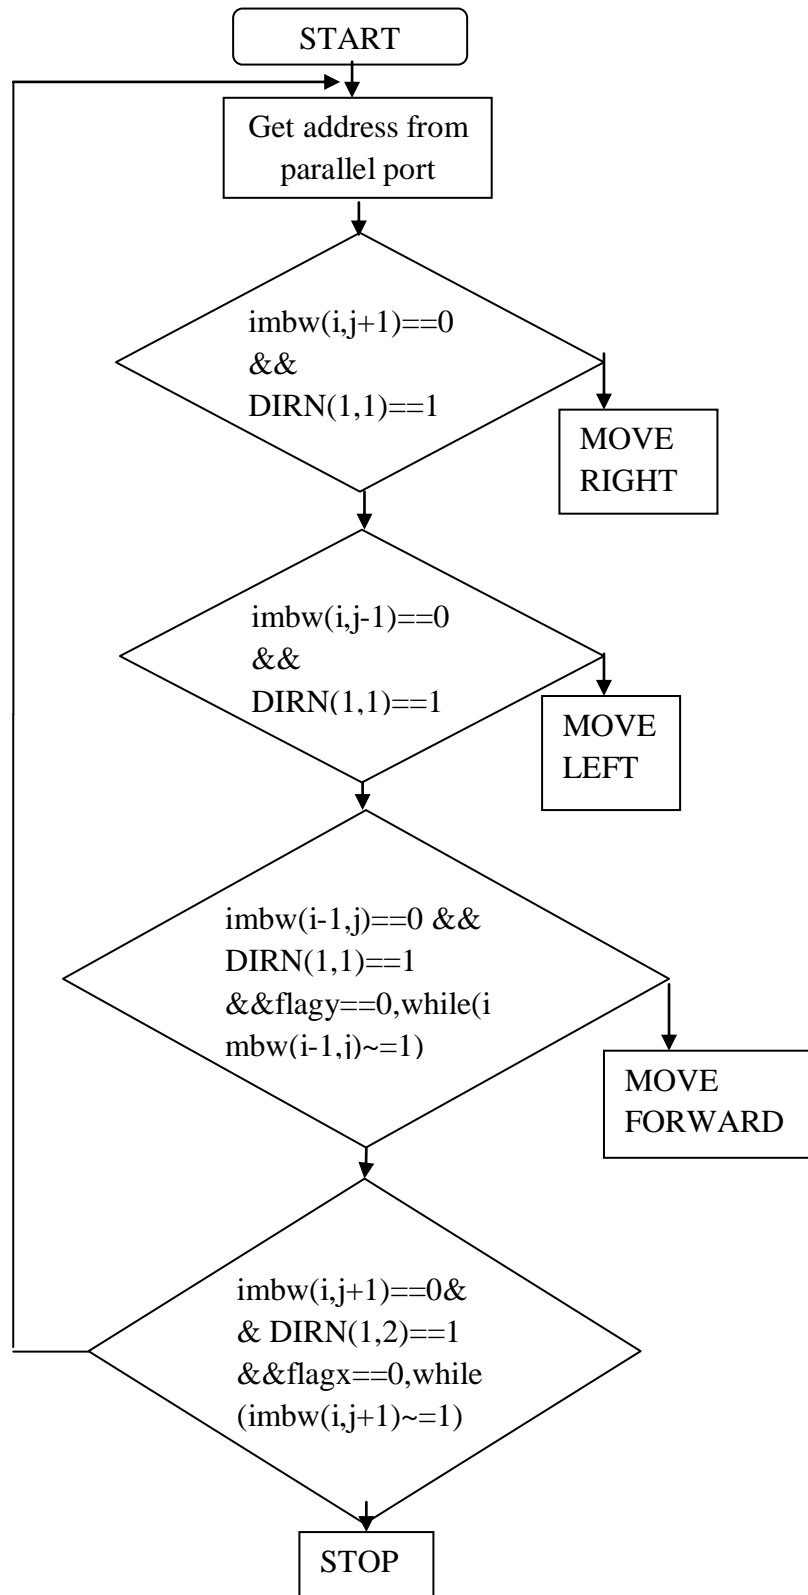 START
Get address from
parallel port
imbw(i,j+1)==0
&&
DIRN(1,1)==1
MOVE
RIGHT
imbw(i,j-1)==0
&&
DIRN(1,1)==1
MOVE
LEFT
imbw(i-1,j)==0 &&
DIRN(1,1)==1
&&flagy==0,while(i
mbw(i-1,j)~=1)
MOVE
FORWARD
imbw(i,j+1)==0&
& DIRN(1,2)==1
&&flagx==0,while
(imbw(i,j+1)~=1)
STOP